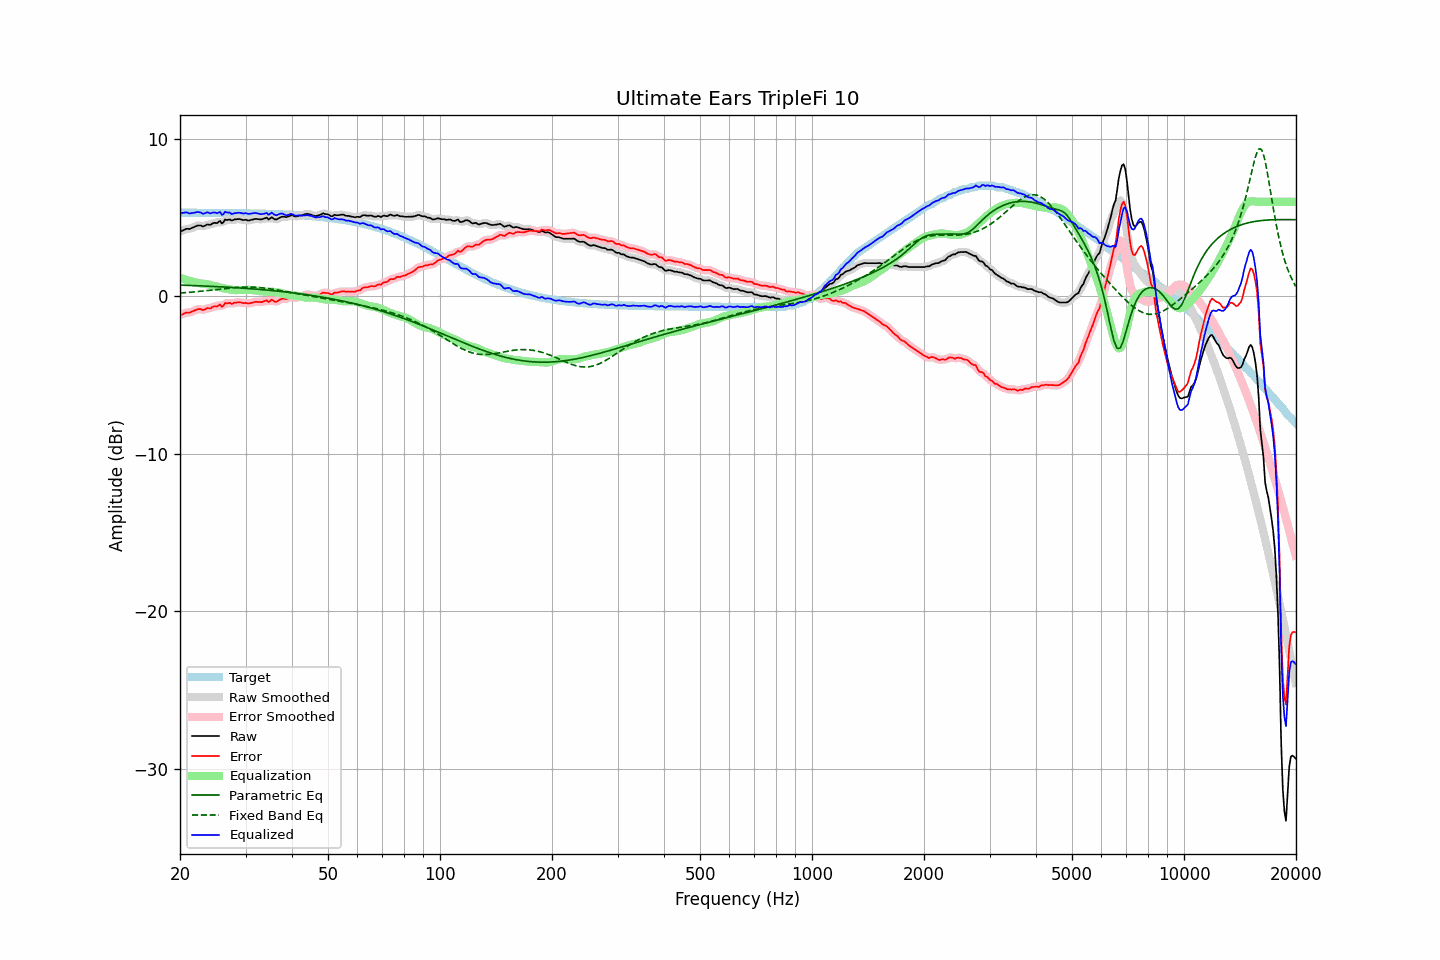 Ultimate Ears TripleFi 10
10
0
−10
−20
−30
Amplitude (dBr)
Target
Raw Smoothed
Error Smoothed
Raw
Error
Equalization
Parametric Eq
Fixed Band Eq
Equalized
20 50 100 200 500 1000 2000 5000 10000 20000
Frequency (Hz)